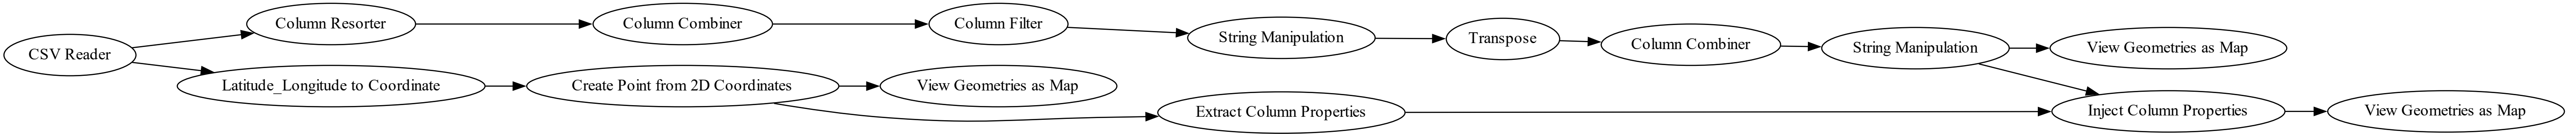 CSV Reader
Column Resorter
Column Combiner
Column Filter
String Manipulation
Transpose
Column Combiner
String Manipulation
View Geometries as Map
Latitude_Longitude to Coordinate
Create Point from 2D Coordinates
View Geometries as Map
Extract Column Properties
Inject Column Properties
View Geometries as Map